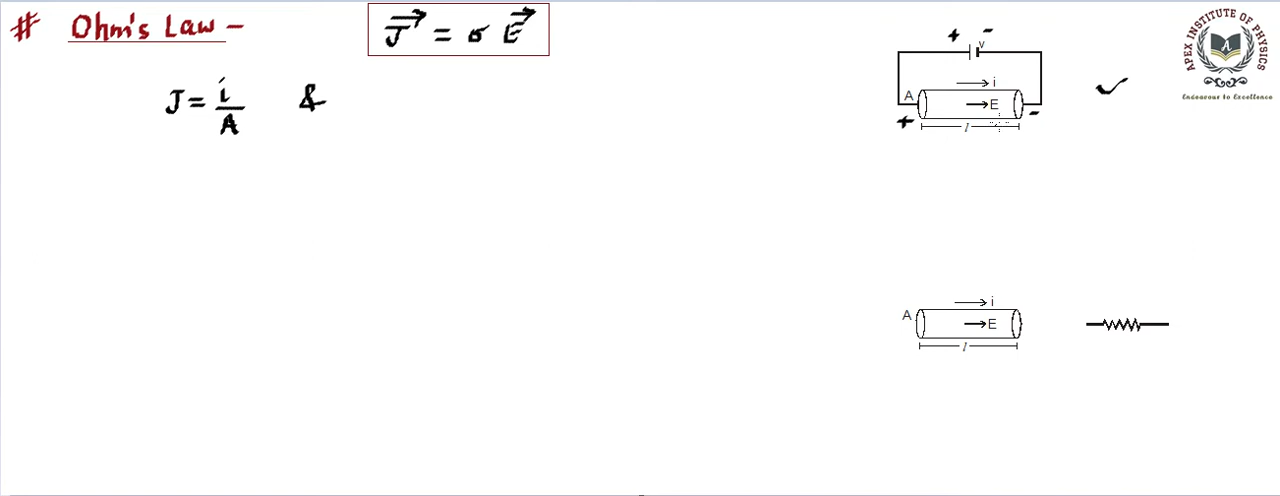 # Ohm's Law –
J⃗ = σ E⃗
J = i/A &
+ -
V
i
A
E
+ -
l
APEX INSTITUTE OF PHYSICS
A
Endeavour to Excellence
i
A
E
l